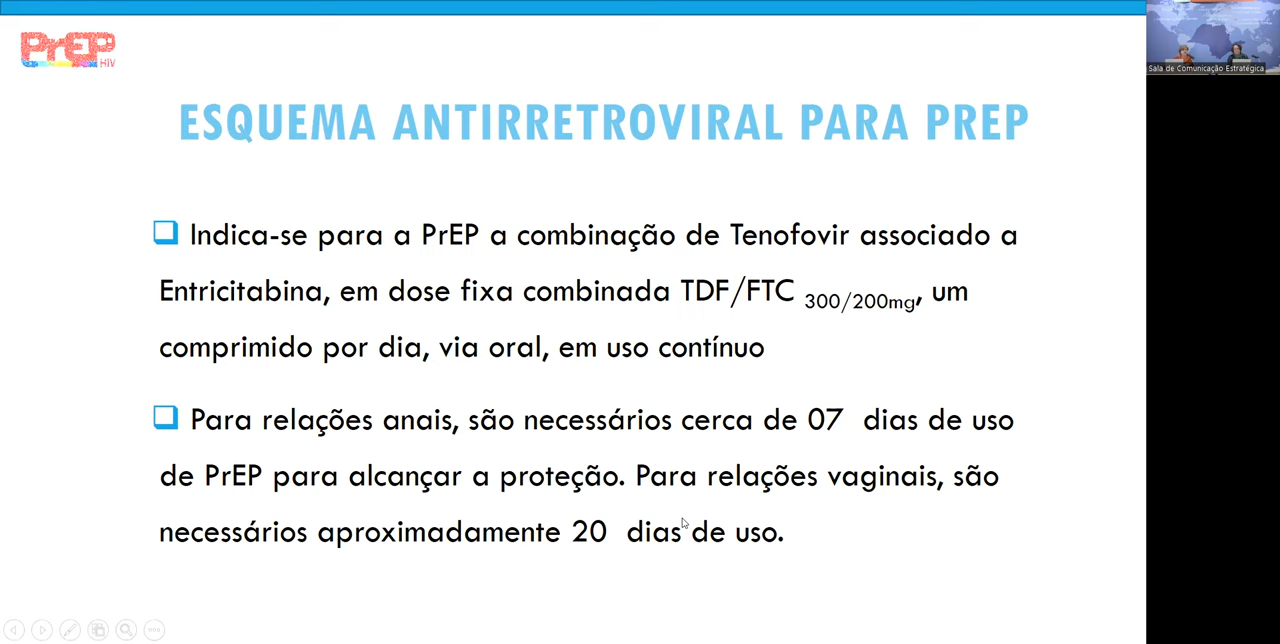 PrEP
HIV
Sala de Comunicação Estratégica
ESQUEMA ANTIRRETROVIRAL PARA PREP
Indica-se para a PrEP a combinação de Tenofovir associado a
Entricitabina, em dose fixa combinada TDF/FTC 300/200mg, um
comprimido por dia, via oral, em uso contínuo
Para relações anais, são necessários cerca de 07 dias de uso
de PrEP para alcançar a proteção. Para relações vaginais, são
necessários aproximadamente 20 dias de uso.